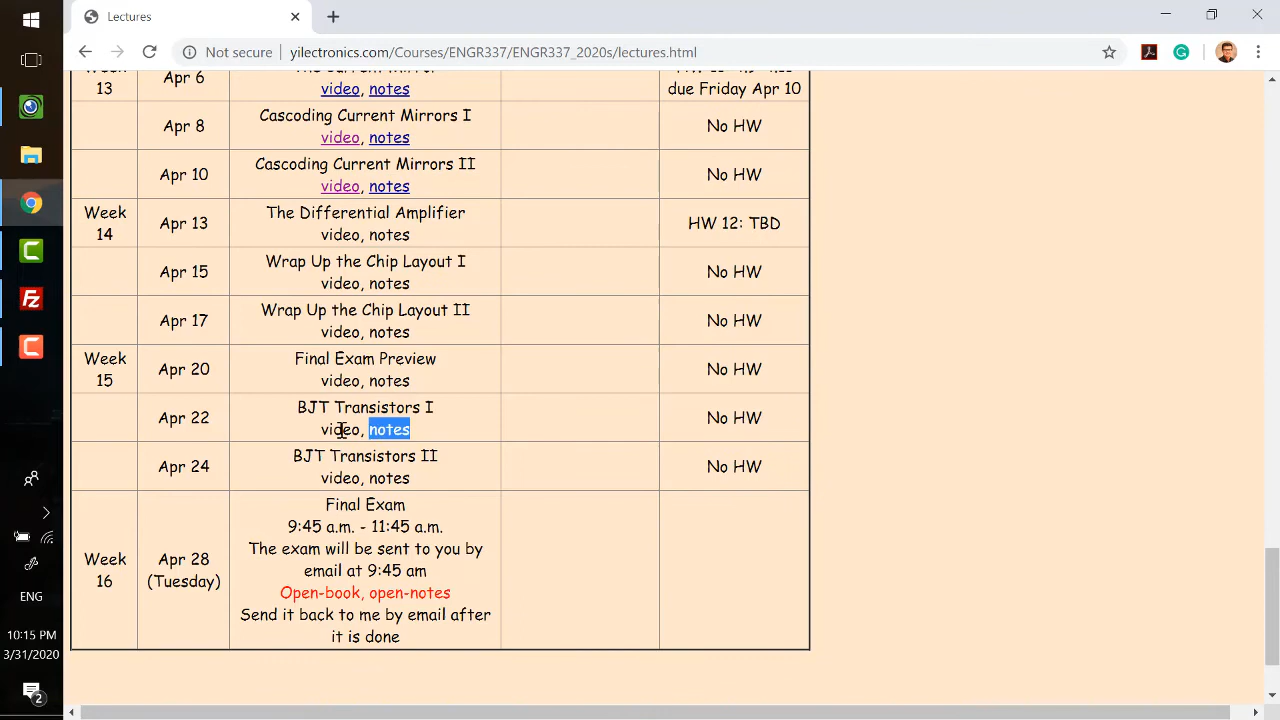 Lectures
Not secure
yilectronics.com/Courses/ENGR337/ENGR337_2020s/lectures.html
13
Apr 6
video, notes
due Friday Apr 10
Apr 8
Cascoding Current Mirrors I
video, notes
No HW
Apr 10
Cascoding Current Mirrors II
video, notes
No HW
Week
14
Apr 13
The Differential Amplifier
video, notes
HW 12: TBD
Apr 15
Wrap Up the Chip Layout I
video, notes
No HW
Apr 17
Wrap Up the Chip Layout II
video, notes
No HW
Week
15
Apr 20
Final Exam Preview
video, notes
No HW
Apr 22
BJT Transistors I
video, notes
No HW
Apr 24
BJT Transistors II
video, notes
No HW
Week
16
Apr 28
(Tuesday)
Final Exam
9:45 a.m. - 11:45 a.m.
The exam will be sent to you by
email at 9:45 am
Open-book, open-notes
Send it back to me by email after
it is done
ENG
10:15 PM
3/31/2020
2